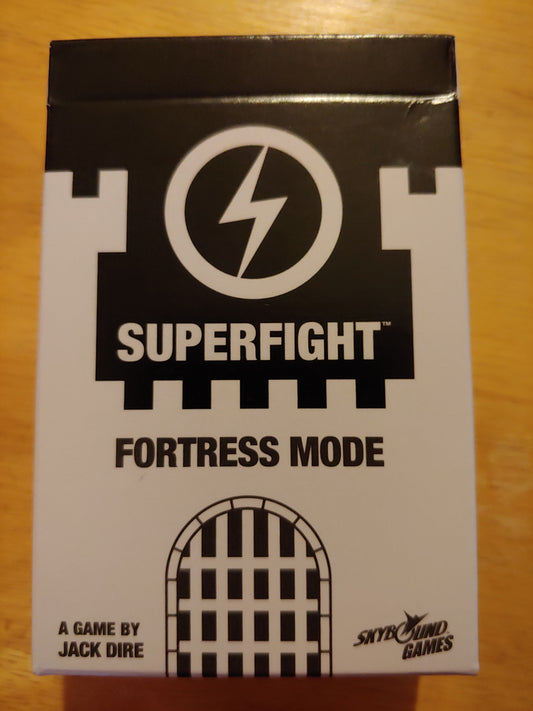 SUPERFIGHT™
FORTRESS MODE
A GAME BY
JACK DIRE
SKYBOUND
GAMES